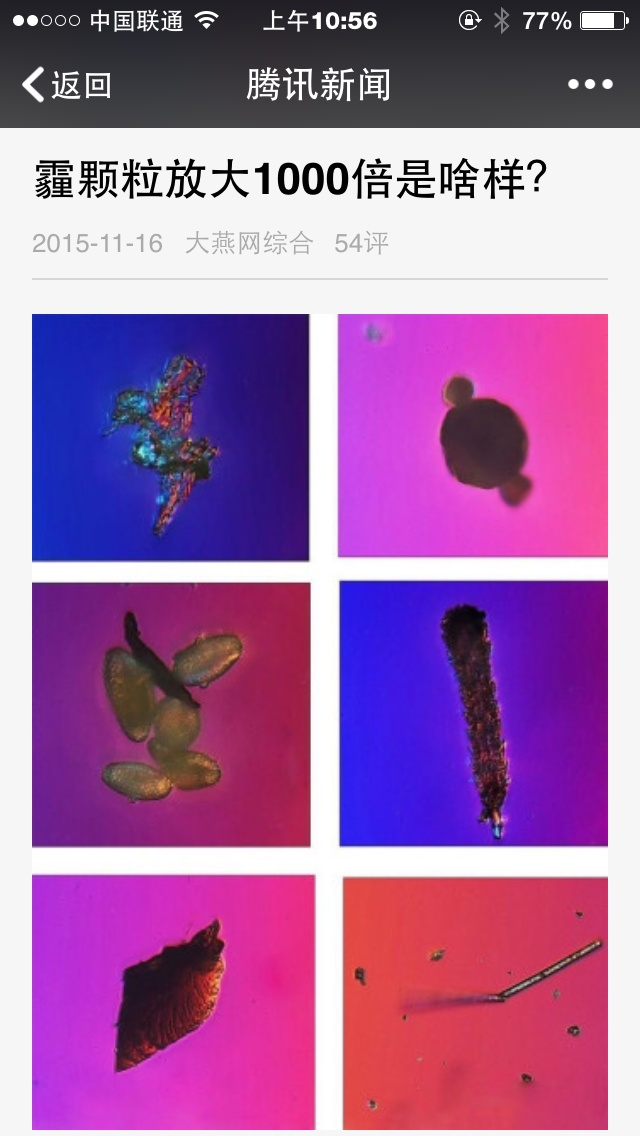 中国联通 上午10:56 77%
返回 腾讯新闻
霾颗粒放大1000倍是啥样?
2015-11-16 大燕网综合 54评